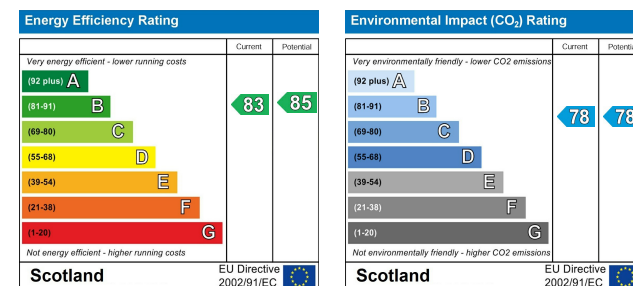 Energy Efficiency Rating
Current Potential
Very energy efficient - lower running costs
(92 plus) A
(81-91) B
83 85
(69-80) C
(55-68) D
(39-54) E
(21-38) F
(1-20) G
Not energy efficient - higher running costs
Scotland
EU Directive
2002/91/EC
Environmental Impact (CO₂) Rating
Current Potential
Very environmentally friendly - lower CO2 emissions
(92 plus) A
(81-91) B
78 78
(69-80) C
(55-68) D
(39-54) E
(21-38) F
(1-20) G
Not environmentally friendly - higher CO2 emissions
Scotland
EU Directive
2002/91/EC